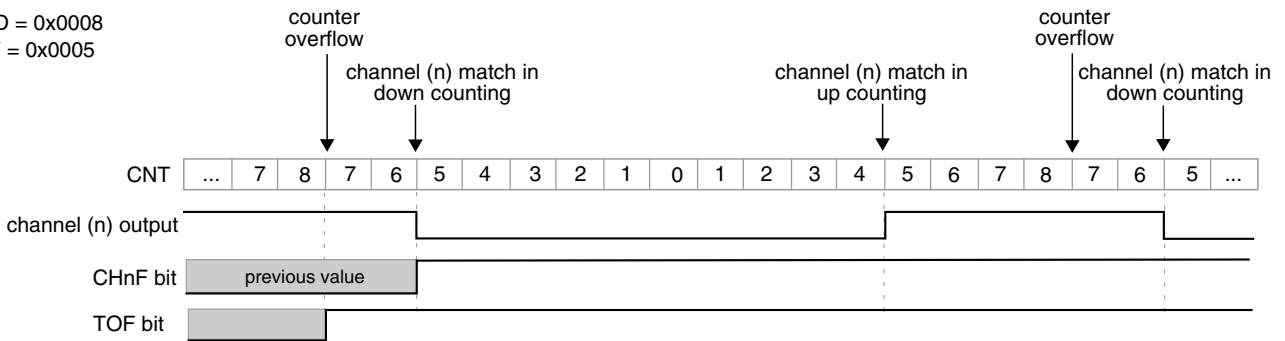 = 0x0008
= 0x0005
counter
overflow
channel (n) match in
down counting
channel (n) match in
up counting
counter
overflow
channel (n) match in
down counting
CNT ... 7 8 7 6 5 4 3 2 1 0 1 2 3 4 5 6 7 8 7 6 5 ...
channel (n) output
CHnF bit previous value
TOF bit